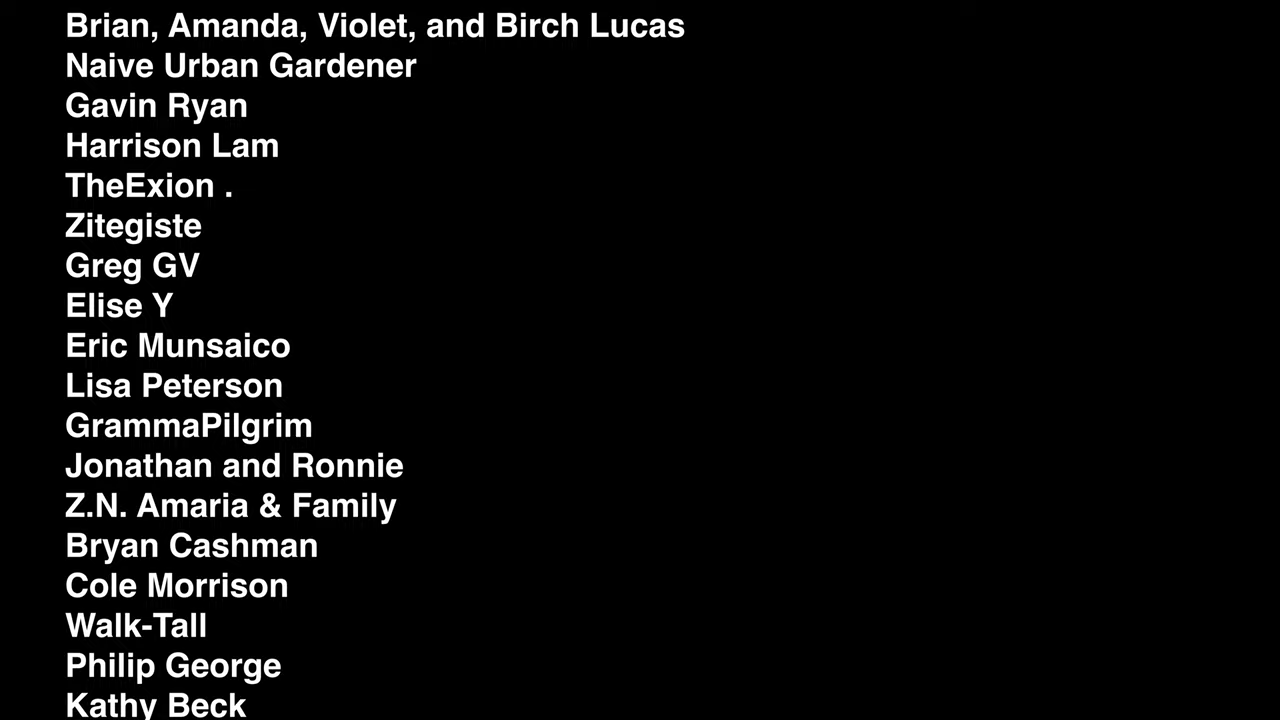 Brian, Amanda, Violet, and Birch Lucas
Naive Urban Gardener
Gavin Ryan
Harrison Lam
TheExion .
Zitegiste
Greg GV
Elise Y
Eric Munsaico
Lisa Peterson
GrammaPilgrim
Jonathan and Ronnie
Z.N. Amaria & Family
Bryan Cashman
Cole Morrison
Walk-Tall
Philip George
Kathy Beck